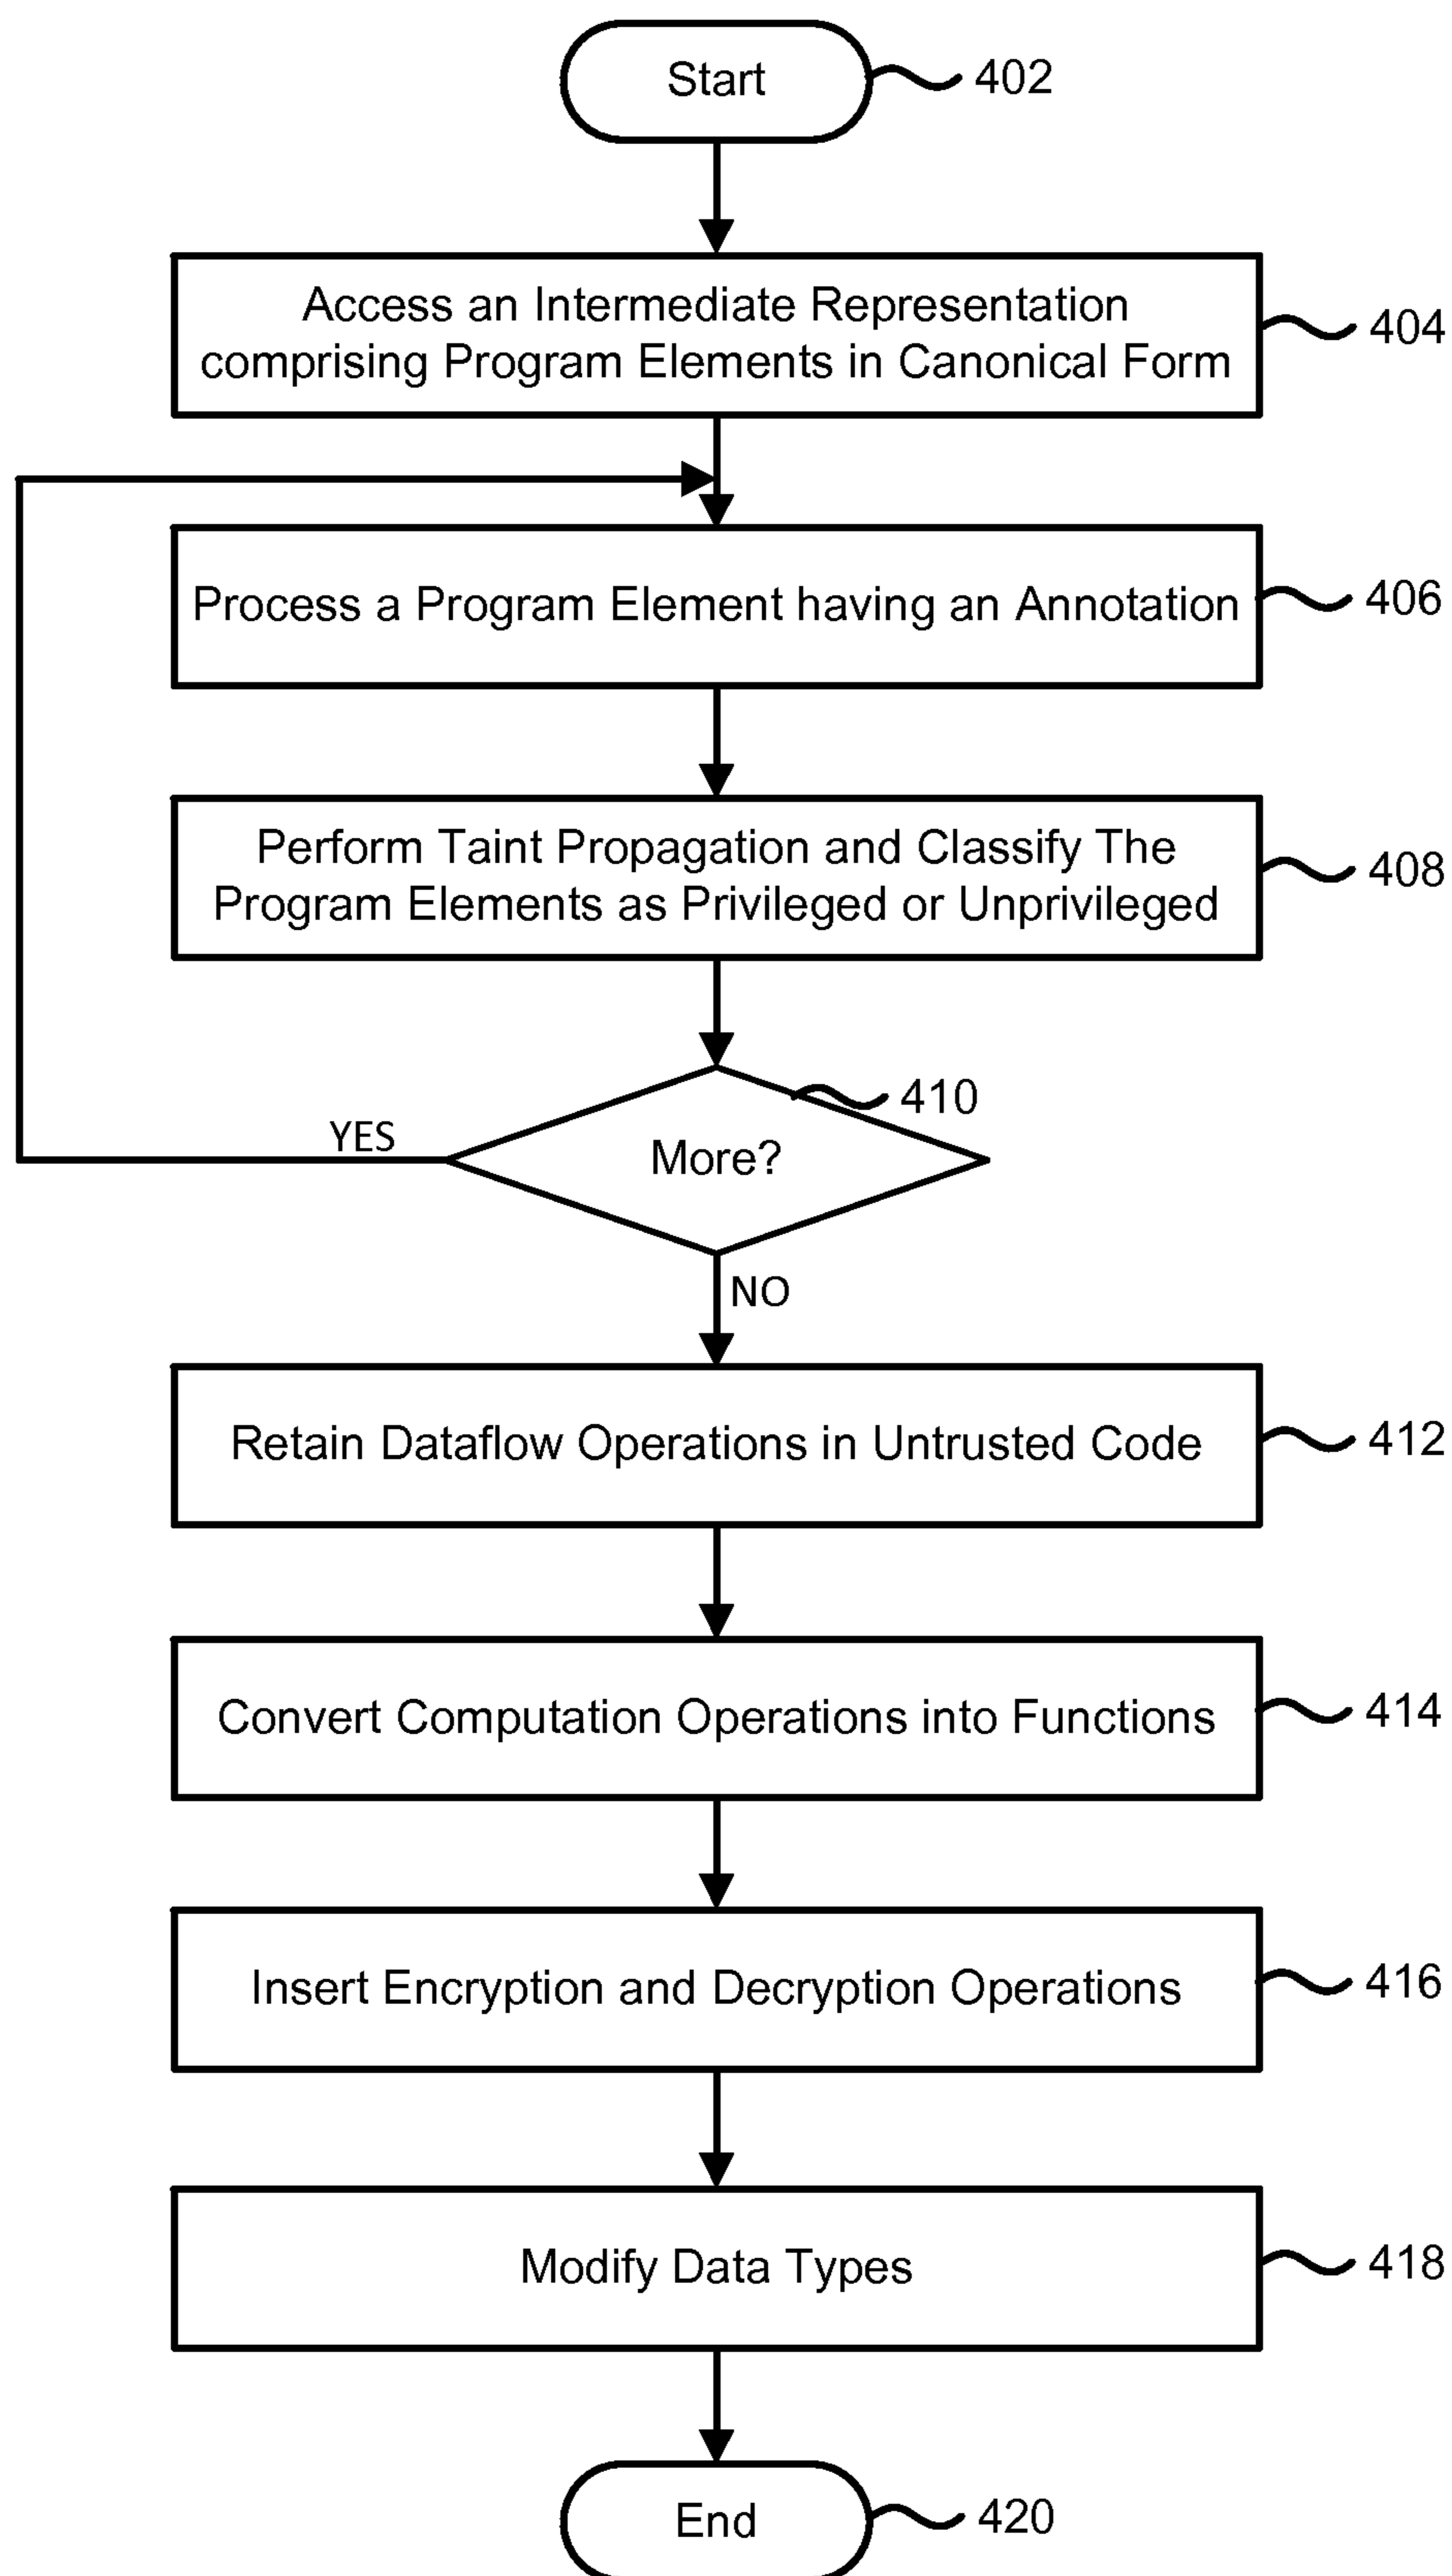 Start
402
Access an Intermediate Representation
comprising Program Elements in Canonical Form
404
Process a Program Element having an Annotation
406
Perform Taint Propagation and Classify The
Program Elements as Privileged or Unprivileged
408
410
More?
YES
NO
Retain Dataflow Operations in Untrusted Code
412
Convert Computation Operations into Functions
414
Insert Encryption and Decryption Operations
416
Modify Data Types
418
End
420